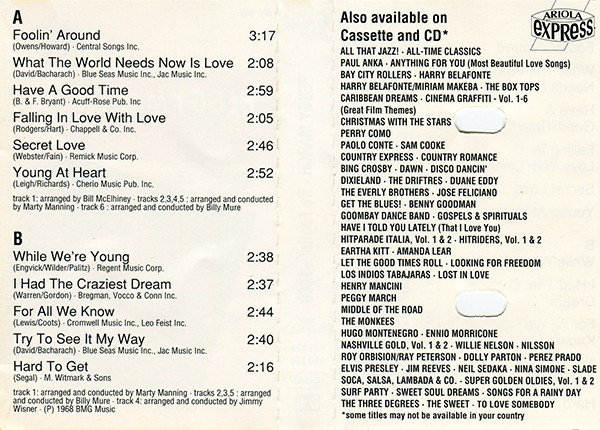 A
Foolin' Around 3:17
(Owens/Howard) · Central Songs Inc.
What The World Needs Now Is Love 2:08
(David/Bacharach) · Blue Seas Music Inc., Jac Music Inc.
Have A Good Time 2:59
(B. & F. Bryant) · Acuff-Rose Pub. Inc
Falling In Love With Love 2:05
(Rodgers/Hart) · Chappell & Co. Inc.
Secret Love 2:46
(Webster/Fain) · Remick Music Corp.
Young At Heart 2:52
(Leigh/Richards) · Cherio Music Pub. Inc.
track 1: arranged by Bill McElhiney · tracks 2,3,4,5 : arranged and
conducted by Marty Manning · track 6 : arranged and conducted by Billy Mure
B
While We're Young 2:38
(Engvick/Wilder/Palitz) · Regent Music Corp.
I Had The Craziest Dream 2:37
(Warren/Gordon) · Bregman, Vocco & Conn Inc.
For All We Know 2:44
(Lewis/Coots) · Cromwell Music Inc., Leo Feist Inc.
Try To See It My Way 2:40
(David/Bacharach) · Blue Seas Music Inc., Jac Music Inc.
Hard To Get 2:16
(Segal) · M. Witmark & Sons
track 1: arranged and conducted by Marty Manning · tracks 2,3,5 : arranged
and conducted by Billy Mure · track 4: arranged and conducted by Jimmy
Wisner · (P) 1968 BMG Music
Also available on
Cassette and CD*
ARIOLA
eXPRESS
ALL THAT JAZZ! · ALL-TIME CLASSICS
PAUL ANKA · ANYTHING FOR YOU (Most Beautiful Love Songs)
BAY CITY ROLLERS · HARRY BELAFONTE
HARRY BELAFONTE/MIRIAM MAKEBA · THE BOX TOPS
CARIBBEAN DREAMS · CINEMA GRAFFITI · Vol. 1-6
(Great Film Themes)
CHRISTMAS WITH THE STARS
PERRY COMO
PAOLO CONTE · SAM COOKE
COUNTRY EXPRESS · COUNTRY ROMANCE
BING CROSBY · DAWN · DISCO DANCIN'
DIXIELAND · THE DRIFTRES · DUANE EDDY
THE EVERLY BROTHERS · JOSE FELICIANO
GET THE BLUES! · BENNY GOODMAN
GOOMBAY DANCE BAND · GOSPELS & SPIRITUALS
HAVE I TOLD YOU LATELY (That I Love You)
HITPARADE ITALIA, Vol. 1 & 2 · HITRIDERS, Vol. 1 & 2
EARTHA KITT · AMANDA LEAR
LET THE GOOD TIMES ROLL · LOOKING FOR FREEDOM
LOS INDIOS TABAJARAS · LOST IN LOVE
HENRY MANCINI
PEGGY MARCH
MIDDLE OF THE ROAD
THE MONKEES
HUGO MONTENEGRO · ENNIO MORRICONE
NASHVILLE GOLD, Vol. 1 & 2 · WILLIE NELSON · NILSSON
ROY ORBISION/RAY PETERSON · DOLLY PARTON · PEREZ PRADO
ELVIS PRESLEY · JIM REEVES · NEIL SEDAKA · NINA SIMONE · SLADE
SOCA, SALSA, LAMBADA & CO. · SUPER GOLDEN OLDIES, Vol. 1 & 2
SURF PARTY · SWEET SOUL DREAMS · SONGS FOR A RAINY DAY
THE THREE DEGREES · THE SWEET · TO LOVE SOMEBODY
*some titles may not be available in your country